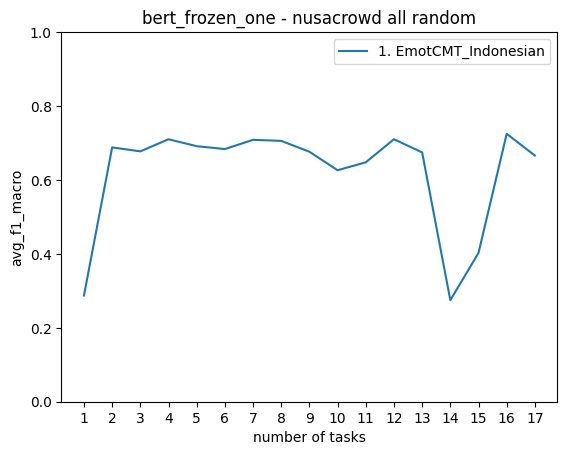 bert_frozen_one - nusacrowd all random
1. EmotCMT_Indonesian
avg_f1_macro
1.0
0.8
0.6
0.4
0.2
0.0
1 2 3 4 5 6 7 8 9 10 11 12 13 14 15 16 17
number of tasks